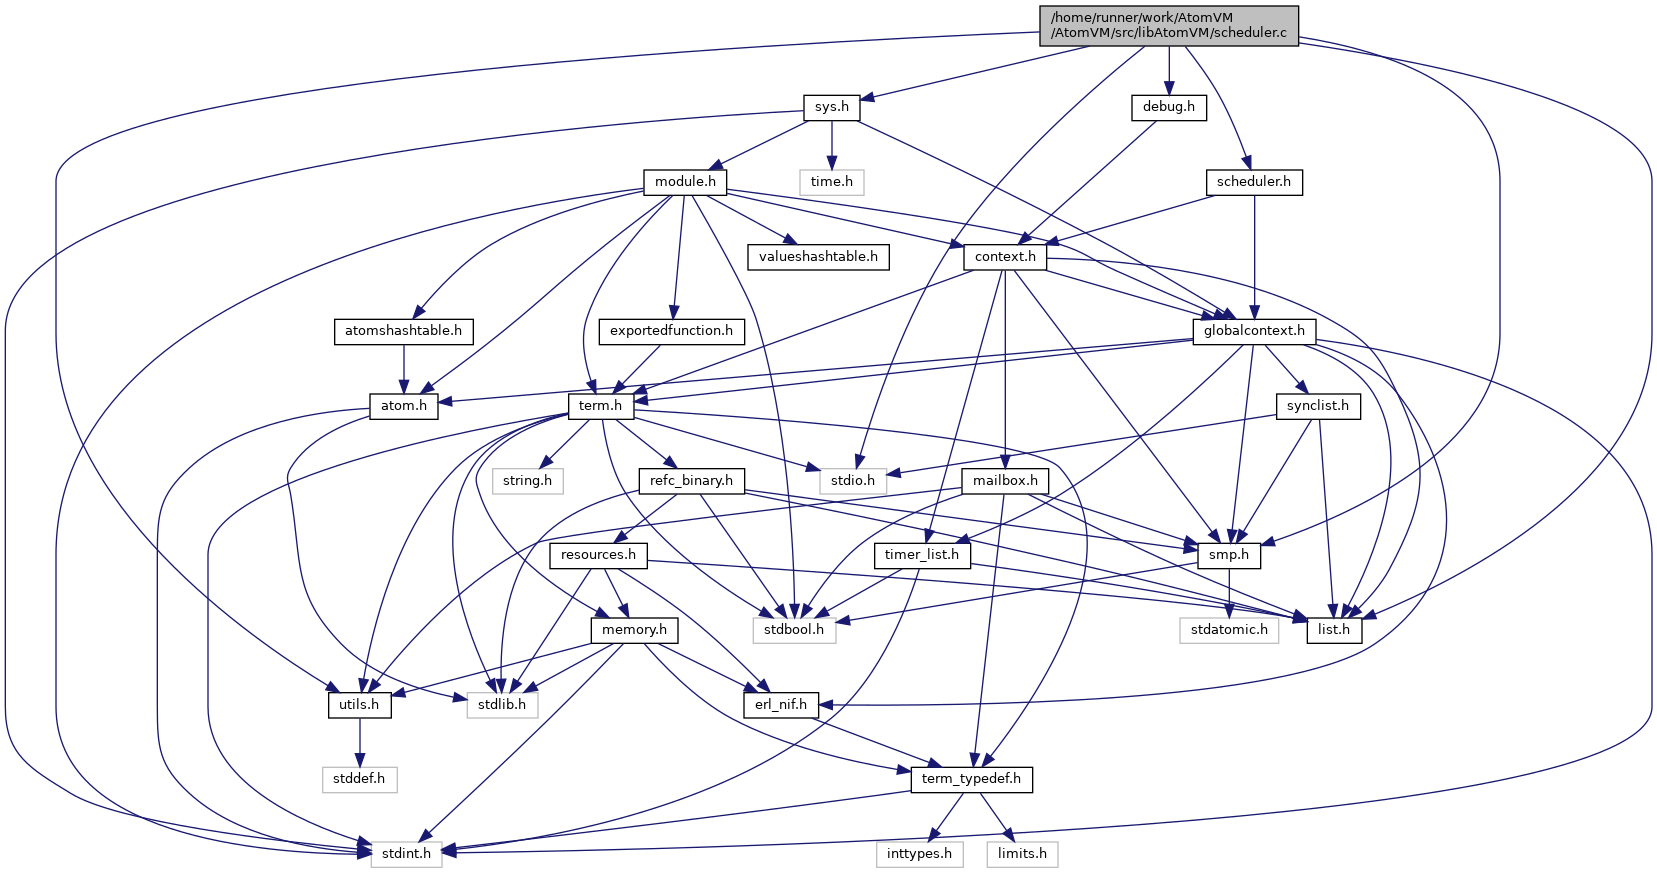 /home/runner/work/AtomVM
/AtomVM/src/libAtomVM/scheduler.c
sys.h
debug.h
module.h
time.h
scheduler.h
valueshashtable.h
context.h
atomshashtable.h
exportedfunction.h
globalcontext.h
atom.h
term.h
synclist.h
string.h
refc_binary.h
stdio.h
mailbox.h
resources.h
timer_list.h
smp.h
memory.h
stdbool.h
stdatomic.h
list.h
utils.h
stdlib.h
erl_nif.h
stddef.h
term_typedef.h
stdint.h
inttypes.h
limits.h